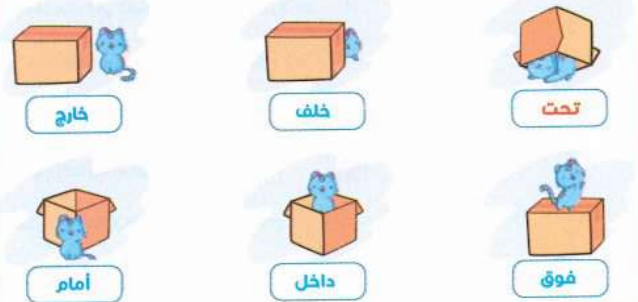 تحت
خلف
خارج
فوق
داخل
أمام